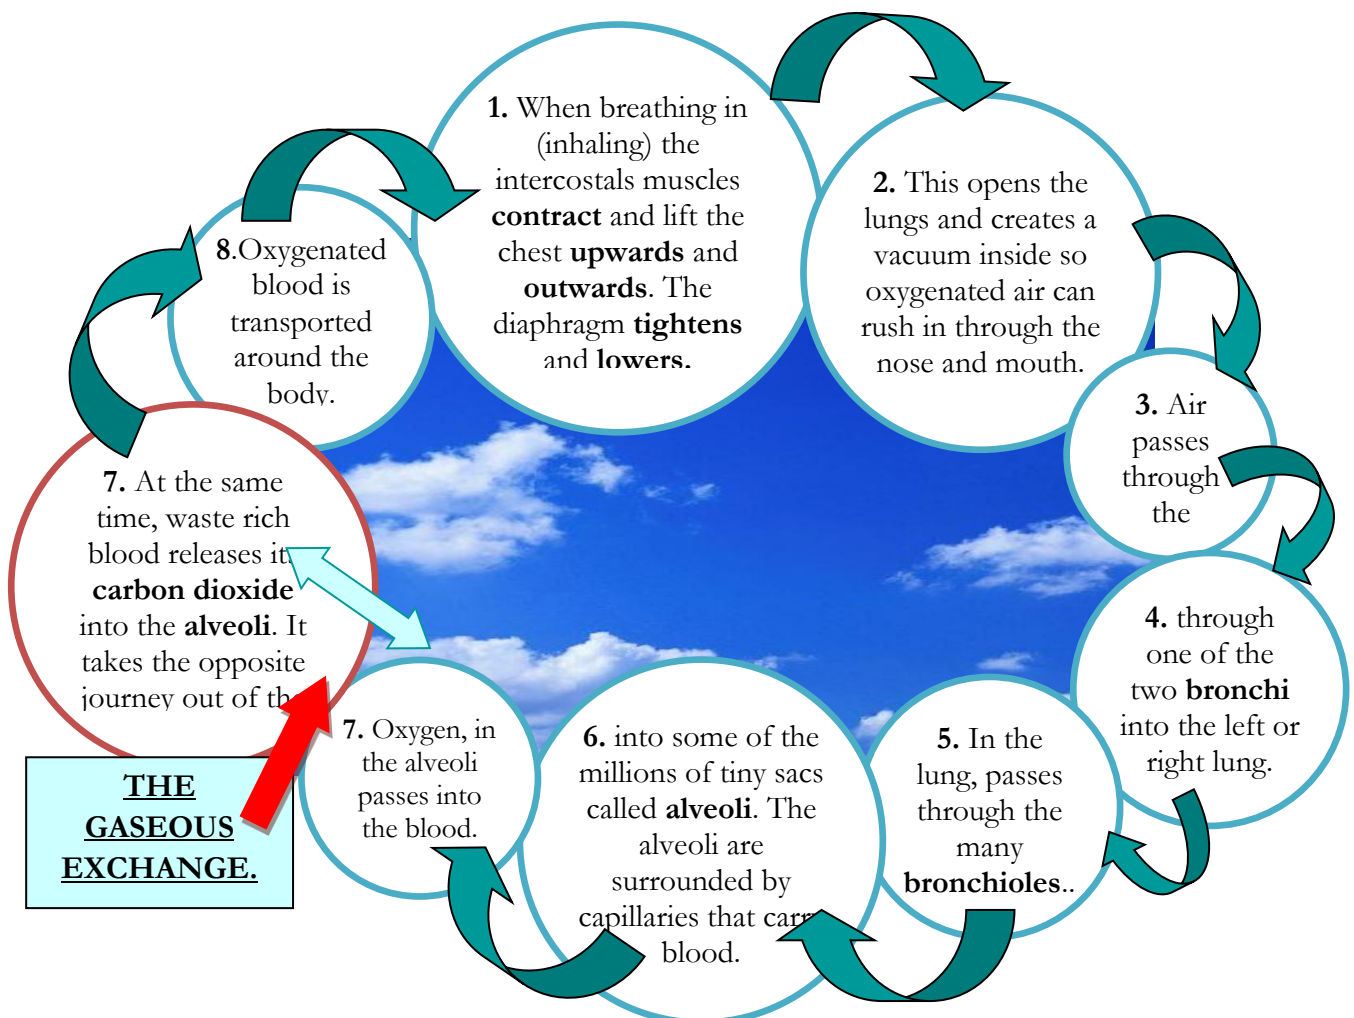 1. When breathing in
(inhaling) the
intercostals muscles
contract and lift the
chest upwards and
outwards. The
diaphragm tightens
and lowers.
2. This opens the
lungs and creates a
vacuum inside so
oxygenated air can
rush in through the
nose and mouth.
3. Air
passes
through
the
4. through
one of the
two bronchi
into the left or
right lung.
5. In the
lung, passes
through the
many
bronchioles..
6. into some of the
millions of tiny sacs
called alveoli. The
alveoli are
surrounded by
capillaries that carry
blood.
7. Oxygen, in
the alveoli
passes into
the blood.
7. At the same
time, waste rich
blood releases its
carbon dioxide
into the alveoli. It
takes the opposite
journey out of the
8.Oxygenated
blood is
transported
around the
body.
THE
GASEOUS
EXCHANGE.